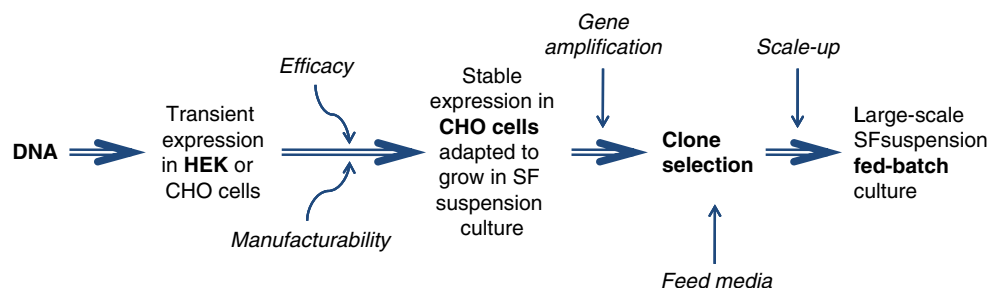 DNA
Transient
expression
in HEK or
CHO cells
Efficacy
Manufacturability
Stable
expression in
CHO cells
adapted to
grow in SF
suspension
culture
Gene
amplification
Clone
selection
Feed media
Scale-up
Large-scale
SFsuspension
fed-batch
culture